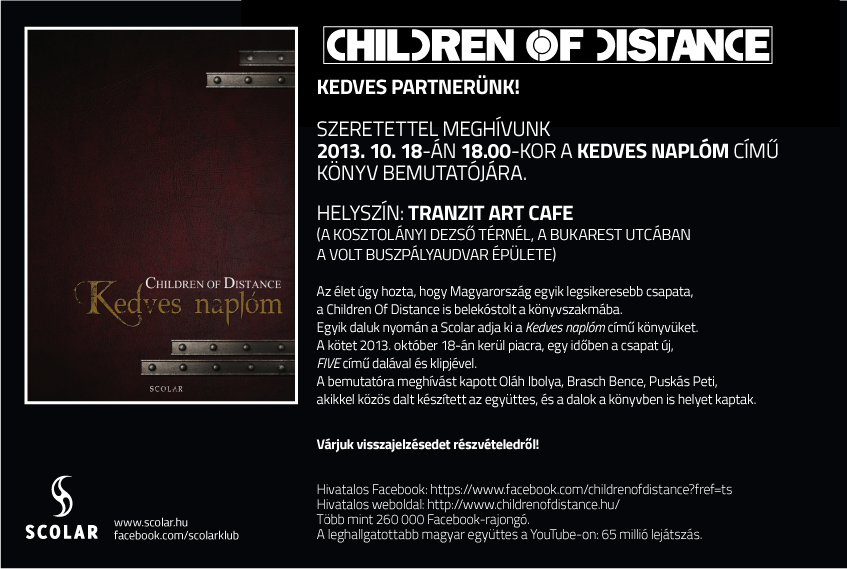 CHILDREN OF DISTANCE
KEDVES PARTNERÜNK!
SZERETETTEL MEGHÍVUNK
2013. 10. 18-ÁN 18.00-KOR A KEDVES NAPLÓM CÍMŰ
KÖNYV BEMUTATÓJÁRA.
HELYSZÍN: TRANZIT ART CAFE
(A KOSZTOLÁNYI DEZSŐ TÉRNÉL, A BUKAREST UTCÁBAN
A VOLT BUSZPÁLYAUDVAR ÉPÜLETE)
Az élet úgy hozta, hogy Magyarország egyik legsikeresebb csapata,
a Children Of Distance is belekóstolt a könyvszakmába.
Egyik daluk nyomán a Scolar adja ki a Kedves naplóm című könyvüket.
A kötet 2013. október 18-án kerül piacra, egy időben a csapat új,
FIVE című dalával és klipjével.
A bemutatóra meghívást kapott Oláh Ibolya, Brasch Bence, Puskás Peti,
akikkel közös dalt készített az együttes, és a dalok a könyvben is helyet kaptak.
Várjuk visszajelzésedet részvételedről!
Hivatalos Facebook: https://www.facebook.com/childrenofdistance?fref=ts
Hivatalos weboldal: http://www.childrenofdistance.hu/
Több mint 260 000 Facebook-rajongó.
A leghallgatottabb magyar együttes a YouTube-on: 65 millió lejátszás.
CHILDREN OF DISTANCE
Kedves naplóm
SCOLAR
SCOLAR
www.scolar.hu
facebook.com/scolarklub